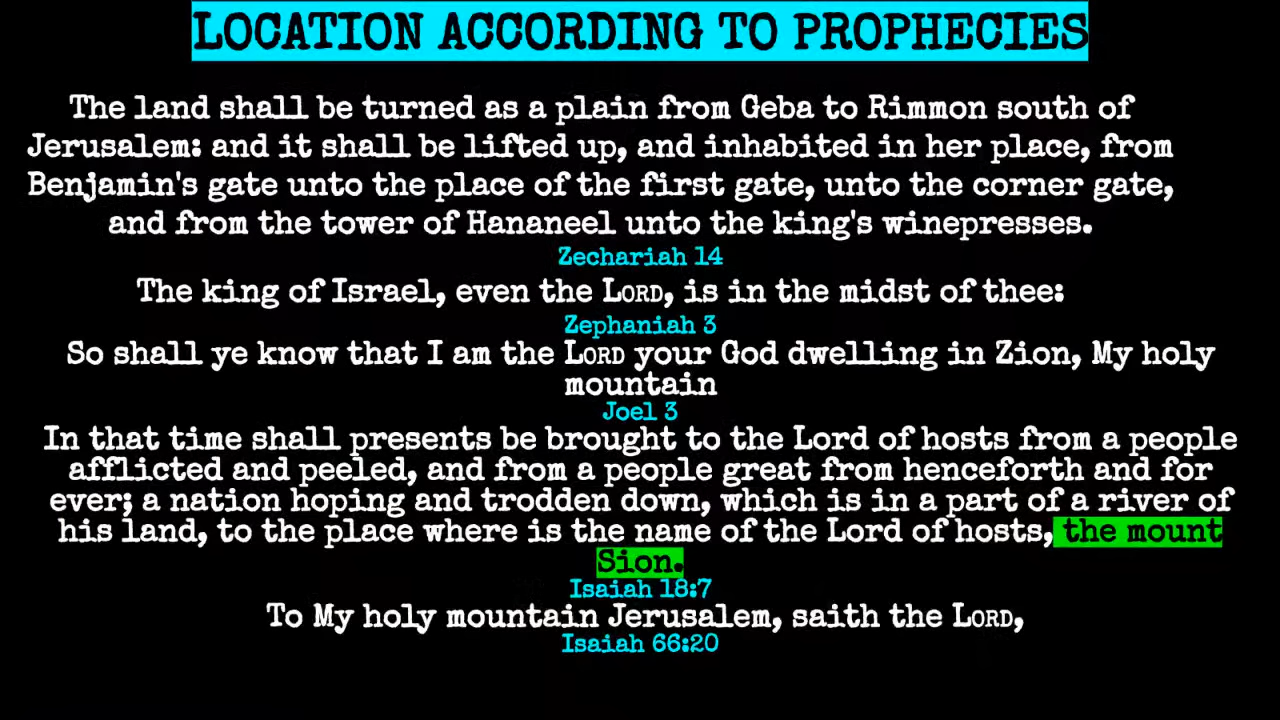 LOCATION ACCORDING TO PROPHECIES
The land shall be turned as a plain from Geba to Rimmon south of
Jerusalem: and it shall be lifted up, and inhabited in her place, from
Benjamin's gate unto the place of the first gate, unto the corner gate,
and from the tower of Hananeel unto the king's winepresses.
Zechariah 14
The king of Israel, even the LORD, is in the midst of thee:
Zephaniah 3
So shall ye know that I am the LORD your God dwelling in Zion, My holy
mountain
Joel 3
In that time shall presents be brought to the Lord of hosts from a people
afflicted and peeled, and from a people great from henceforth and for
ever; a nation hoping and trodden down, which is in a part of a river of
his land, to the place where is the name of the Lord of hosts, the mount
Sion.
Isaiah 18:7
To My holy mountain Jerusalem, saith the LORD,
Isaiah 66:20